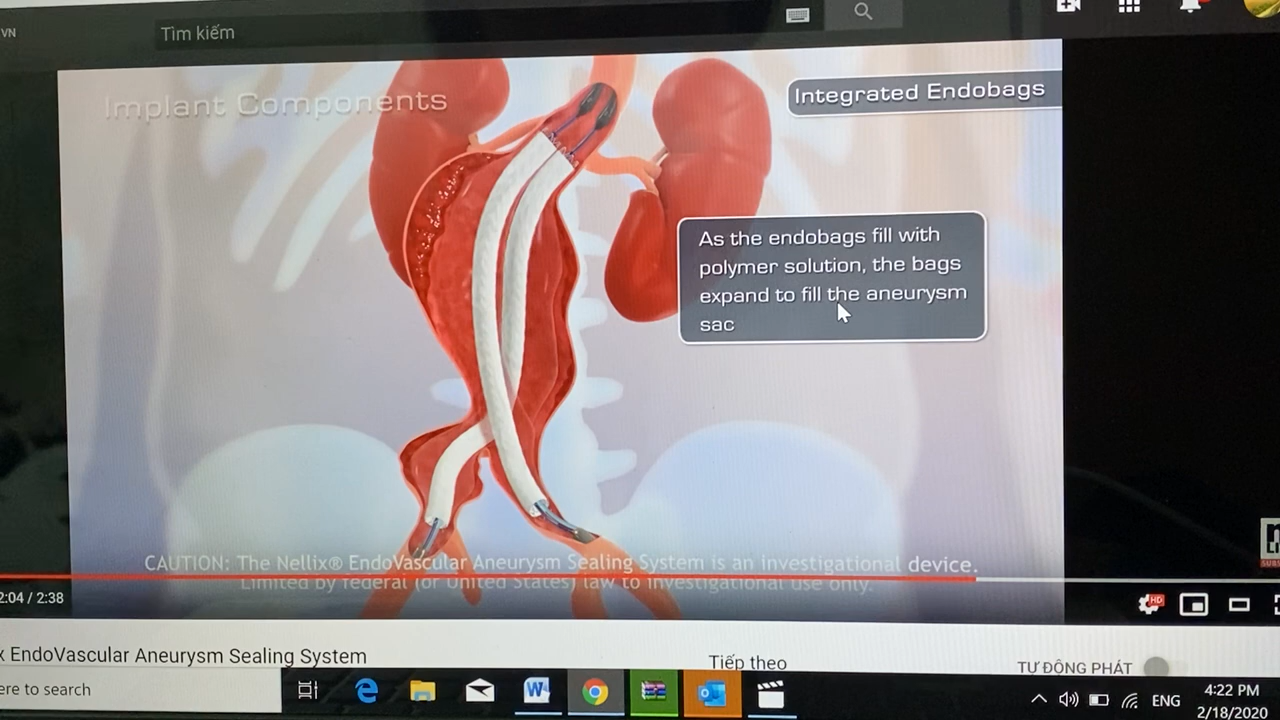 VN
Tìm kiếm
Implant Components
Integrated Endobags
As the endobags fill with
polymer solution, the bags
expand to fill the aneurysm
sac
CAUTION: The Nellix® EndoVascular Aneurysm Sealing System is an investigational device.
Limited by federal (or United States) law to investigational use only.
2:04 / 2:38
HD
x EndoVascular Aneurysm Sealing System
Tiếp theo
TỰ ĐỘNG PHÁT
ere to search
W
ENG
4:22 PM
2/18/2020